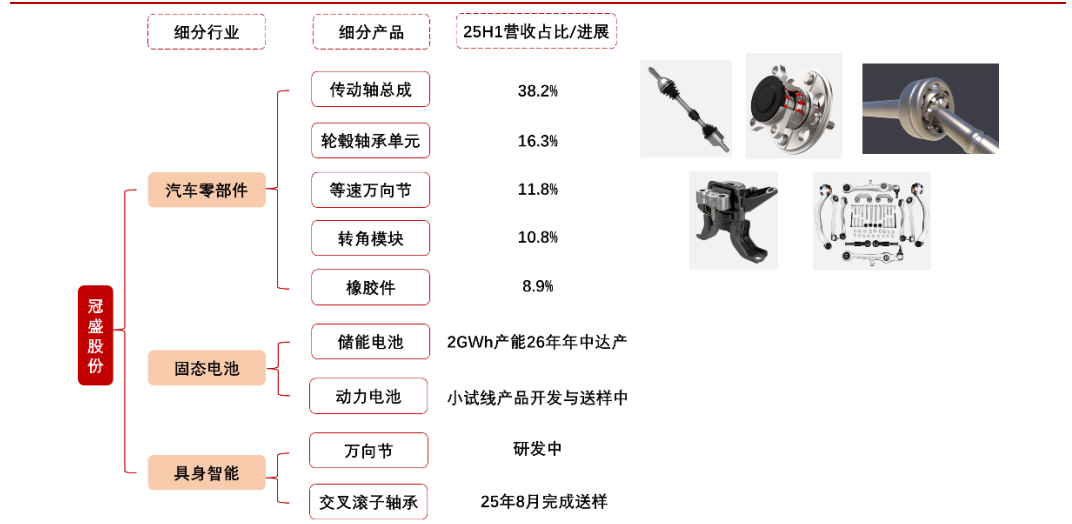 细分行业
细分产品
25H1营收占比/进展
冠盛股份
汽车零部件
传动轴总成
38.2%
轮毂轴承单元
16.3%
等速万向节
11.8%
转角模块
10.8%
橡胶件
8.9%
固态电池
储能电池
2GWh产能26年年中达产
动力电池
小试线产品开发与送样中
具身智能
万向节
研发中
交叉滚子轴承
25年8月完成送样